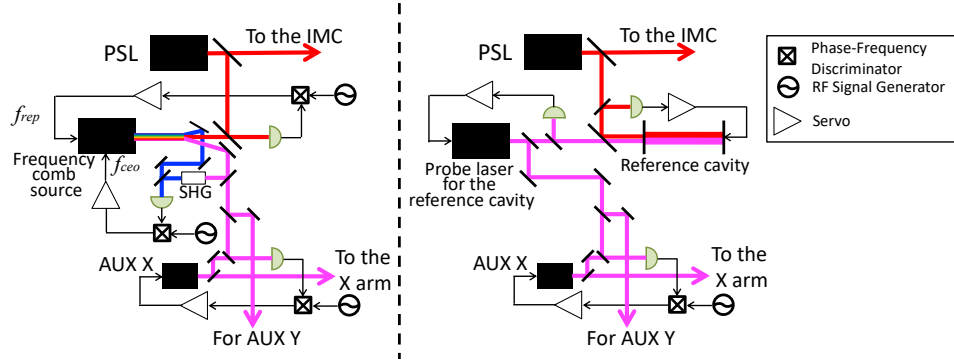 PSL
To the IMC
f_rep
Frequency
comb
source
f_ceo
SHG
AUX X
To the
X arm
For AUX Y
PSL
To the IMC
Probe laser
for the
reference cavity
Reference cavity
AUX X
To the
X arm
For AUX Y
Phase-Frequency
Discriminator
RF Signal Generator
Servo